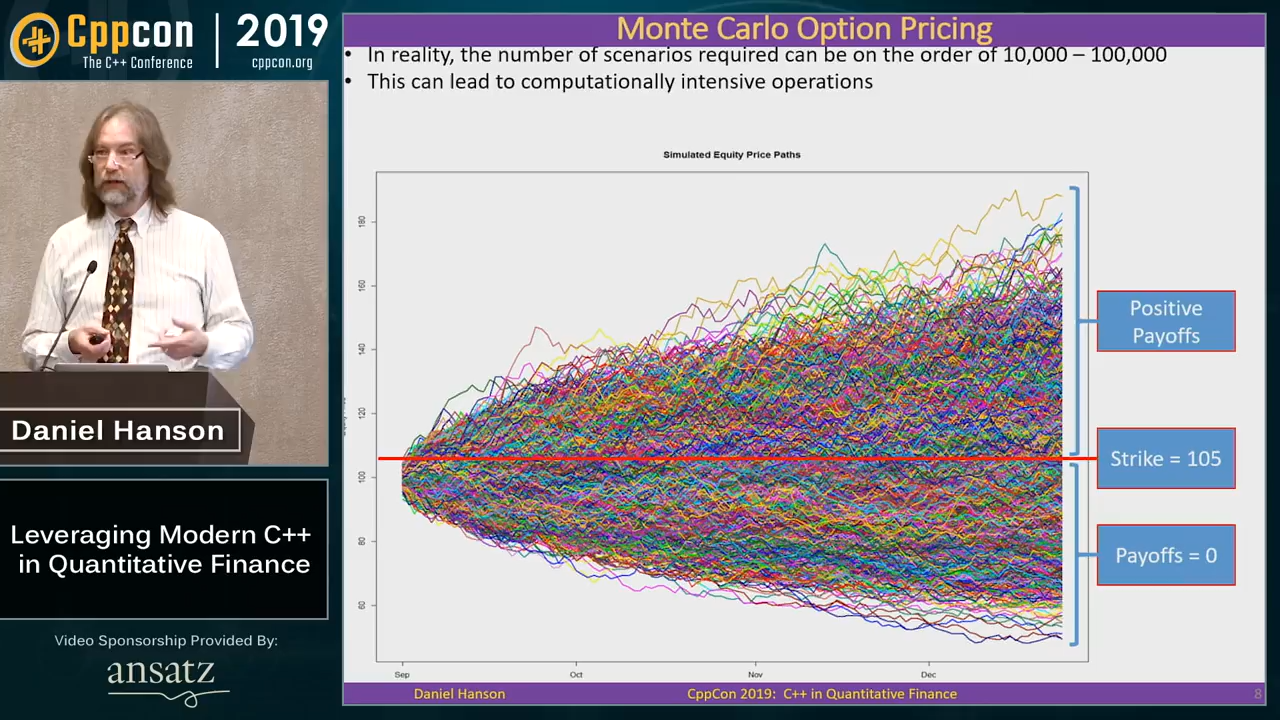 Cppcon
The C++ Conference
2019
cppcon.org
Daniel Hanson
Leveraging Modern C++
in Quantitative Finance
Video Sponsorship Provided By:
ansatz
Monte Carlo Option Pricing
• In reality, the number of scenarios required can be on the order of 10,000 – 100,000
• This can lead to computationally intensive operations
Simulated Equity Price Paths
180
160
140
120
100
80
60
Sep
Oct
Nov
Dec
Positive
Payoffs
Strike = 105
Payoffs = 0
Daniel Hanson
CppCon 2019: C++ in Quantitative Finance
8